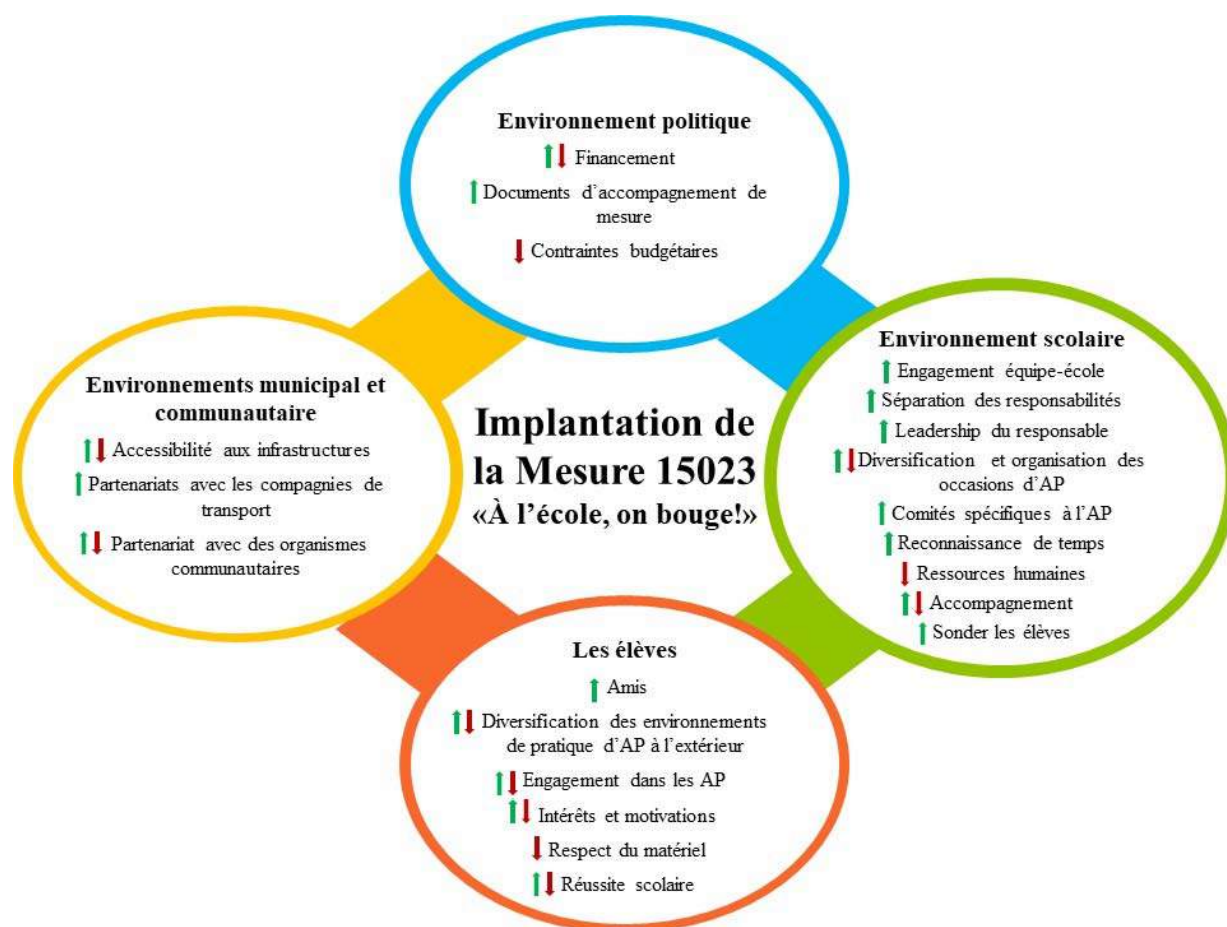 Environnement politique
Financement
Documents d'accompagnement de
mesure
Contraintes budgétaires
Environnements municipal et
communautaire
Accessibilité aux infrastructures
Partenariats avec les compagnies de
transport
Partenariat avec des organismes
communautaires
Implantation de
la Mesure 15023
«À l'école, on bouge!»
Environnement scolaire
Engagement équipe-école
Séparation des responsabilités
Leadership du responsable
Diversification et organisation des
occasions d'AP
Comités spécifiques à l'AP
Reconnaissance de temps
Ressources humaines
Accompagnement
Sonder les élèves
Les élèves
Amis
Diversification des environnements
de pratique d'AP à l'extérieur
Engagement dans les AP
Intérêts et motivations
Respect du matériel
Réussite scolaire